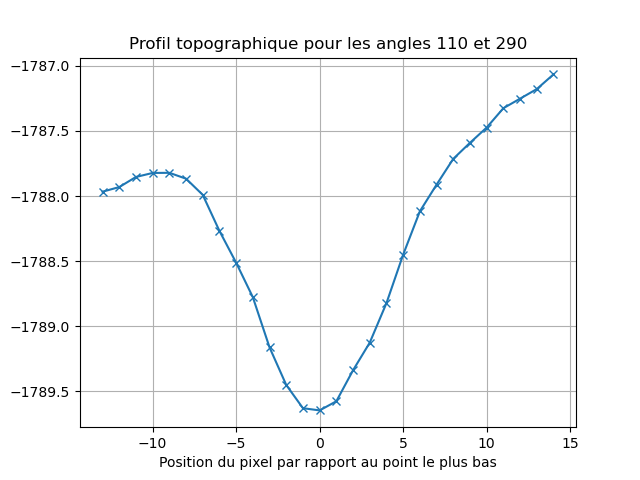 Profil topographique pour les angles 110 et 290
−1787.0
−1787.5
−1788.0
−1788.5
−1789.0
−1789.5
−10 −5 0 5 10 15
Position du pixel par rapport au point le plus bas